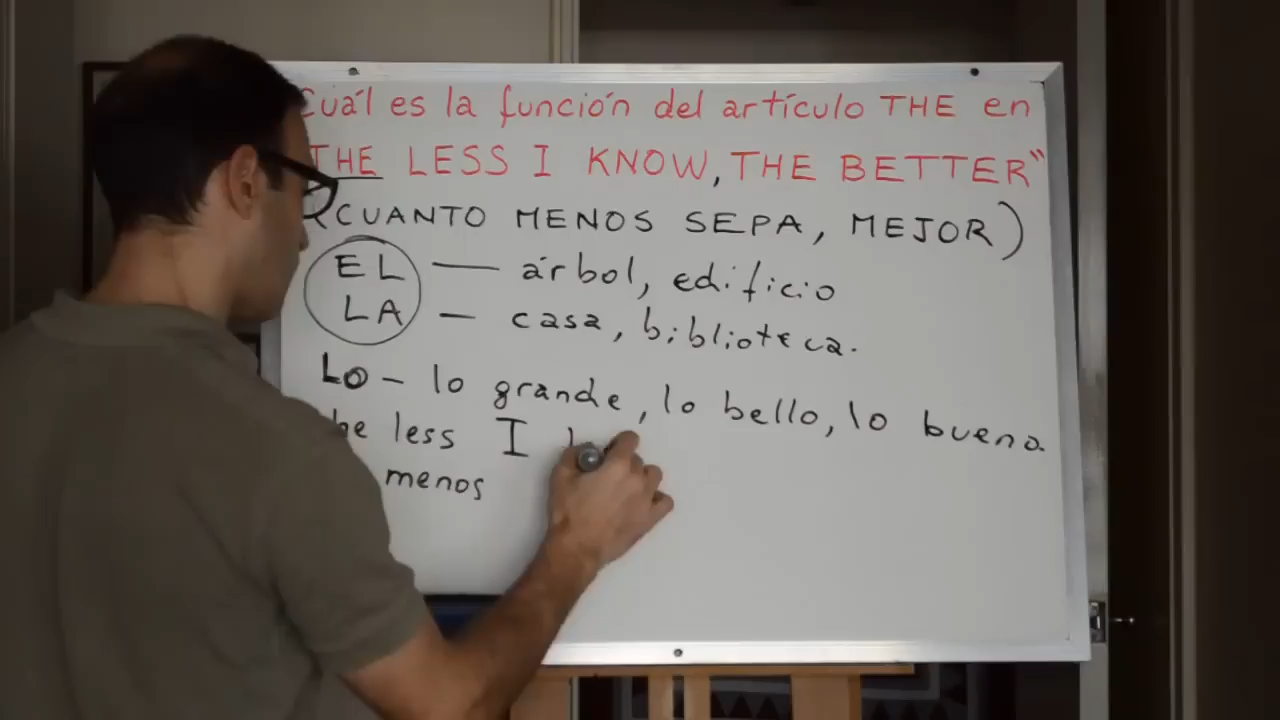 Cuál es la función del artículo THE en
THE LESS I KNOW, THE BETTER"
(CUANTO MENOS SEPA, MEJOR)
EL — árbol, edificio
LA — casa, biblioteca.
LO - lo grande, lo bello, lo bueno.
he less I
menos